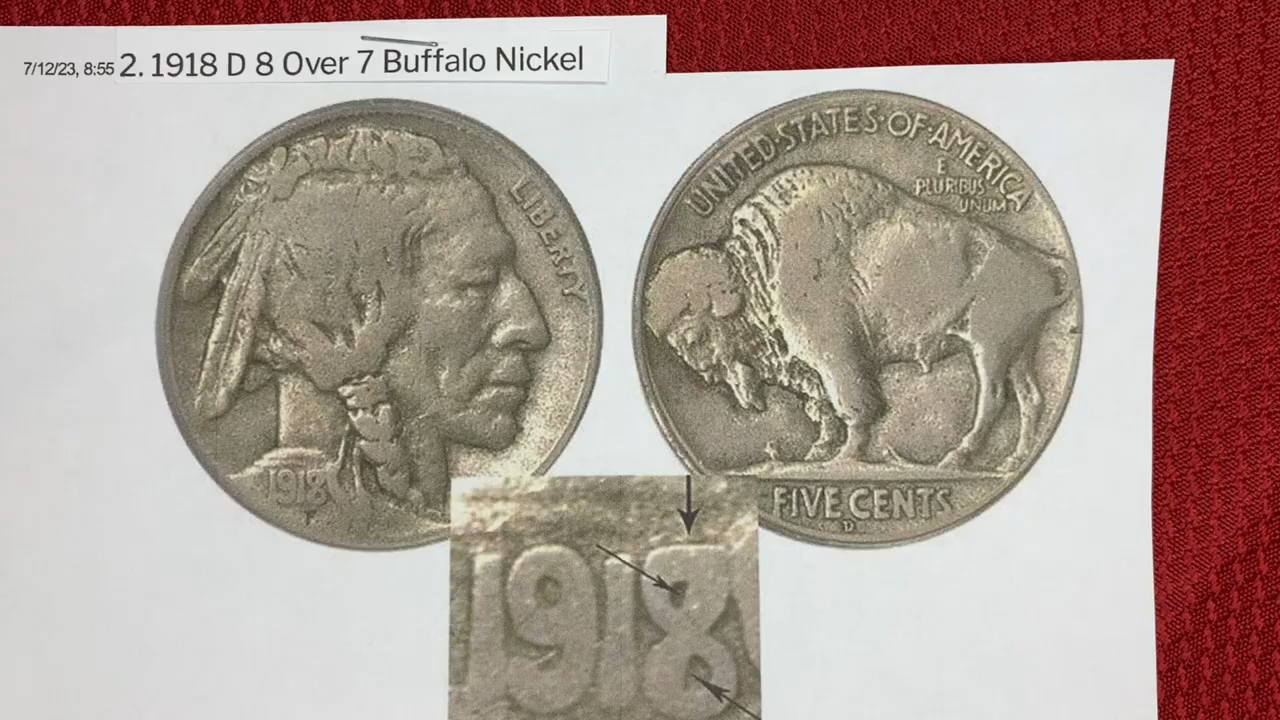 7/12/23, 8:55 2. 1918 D 8 Over 7 Buffalo Nickel
LIBERTY
1918
F
UNITED·STATES·OF·AMERICA
E
PLURIBUS
UNUM
FIVE CENTS
D
1918